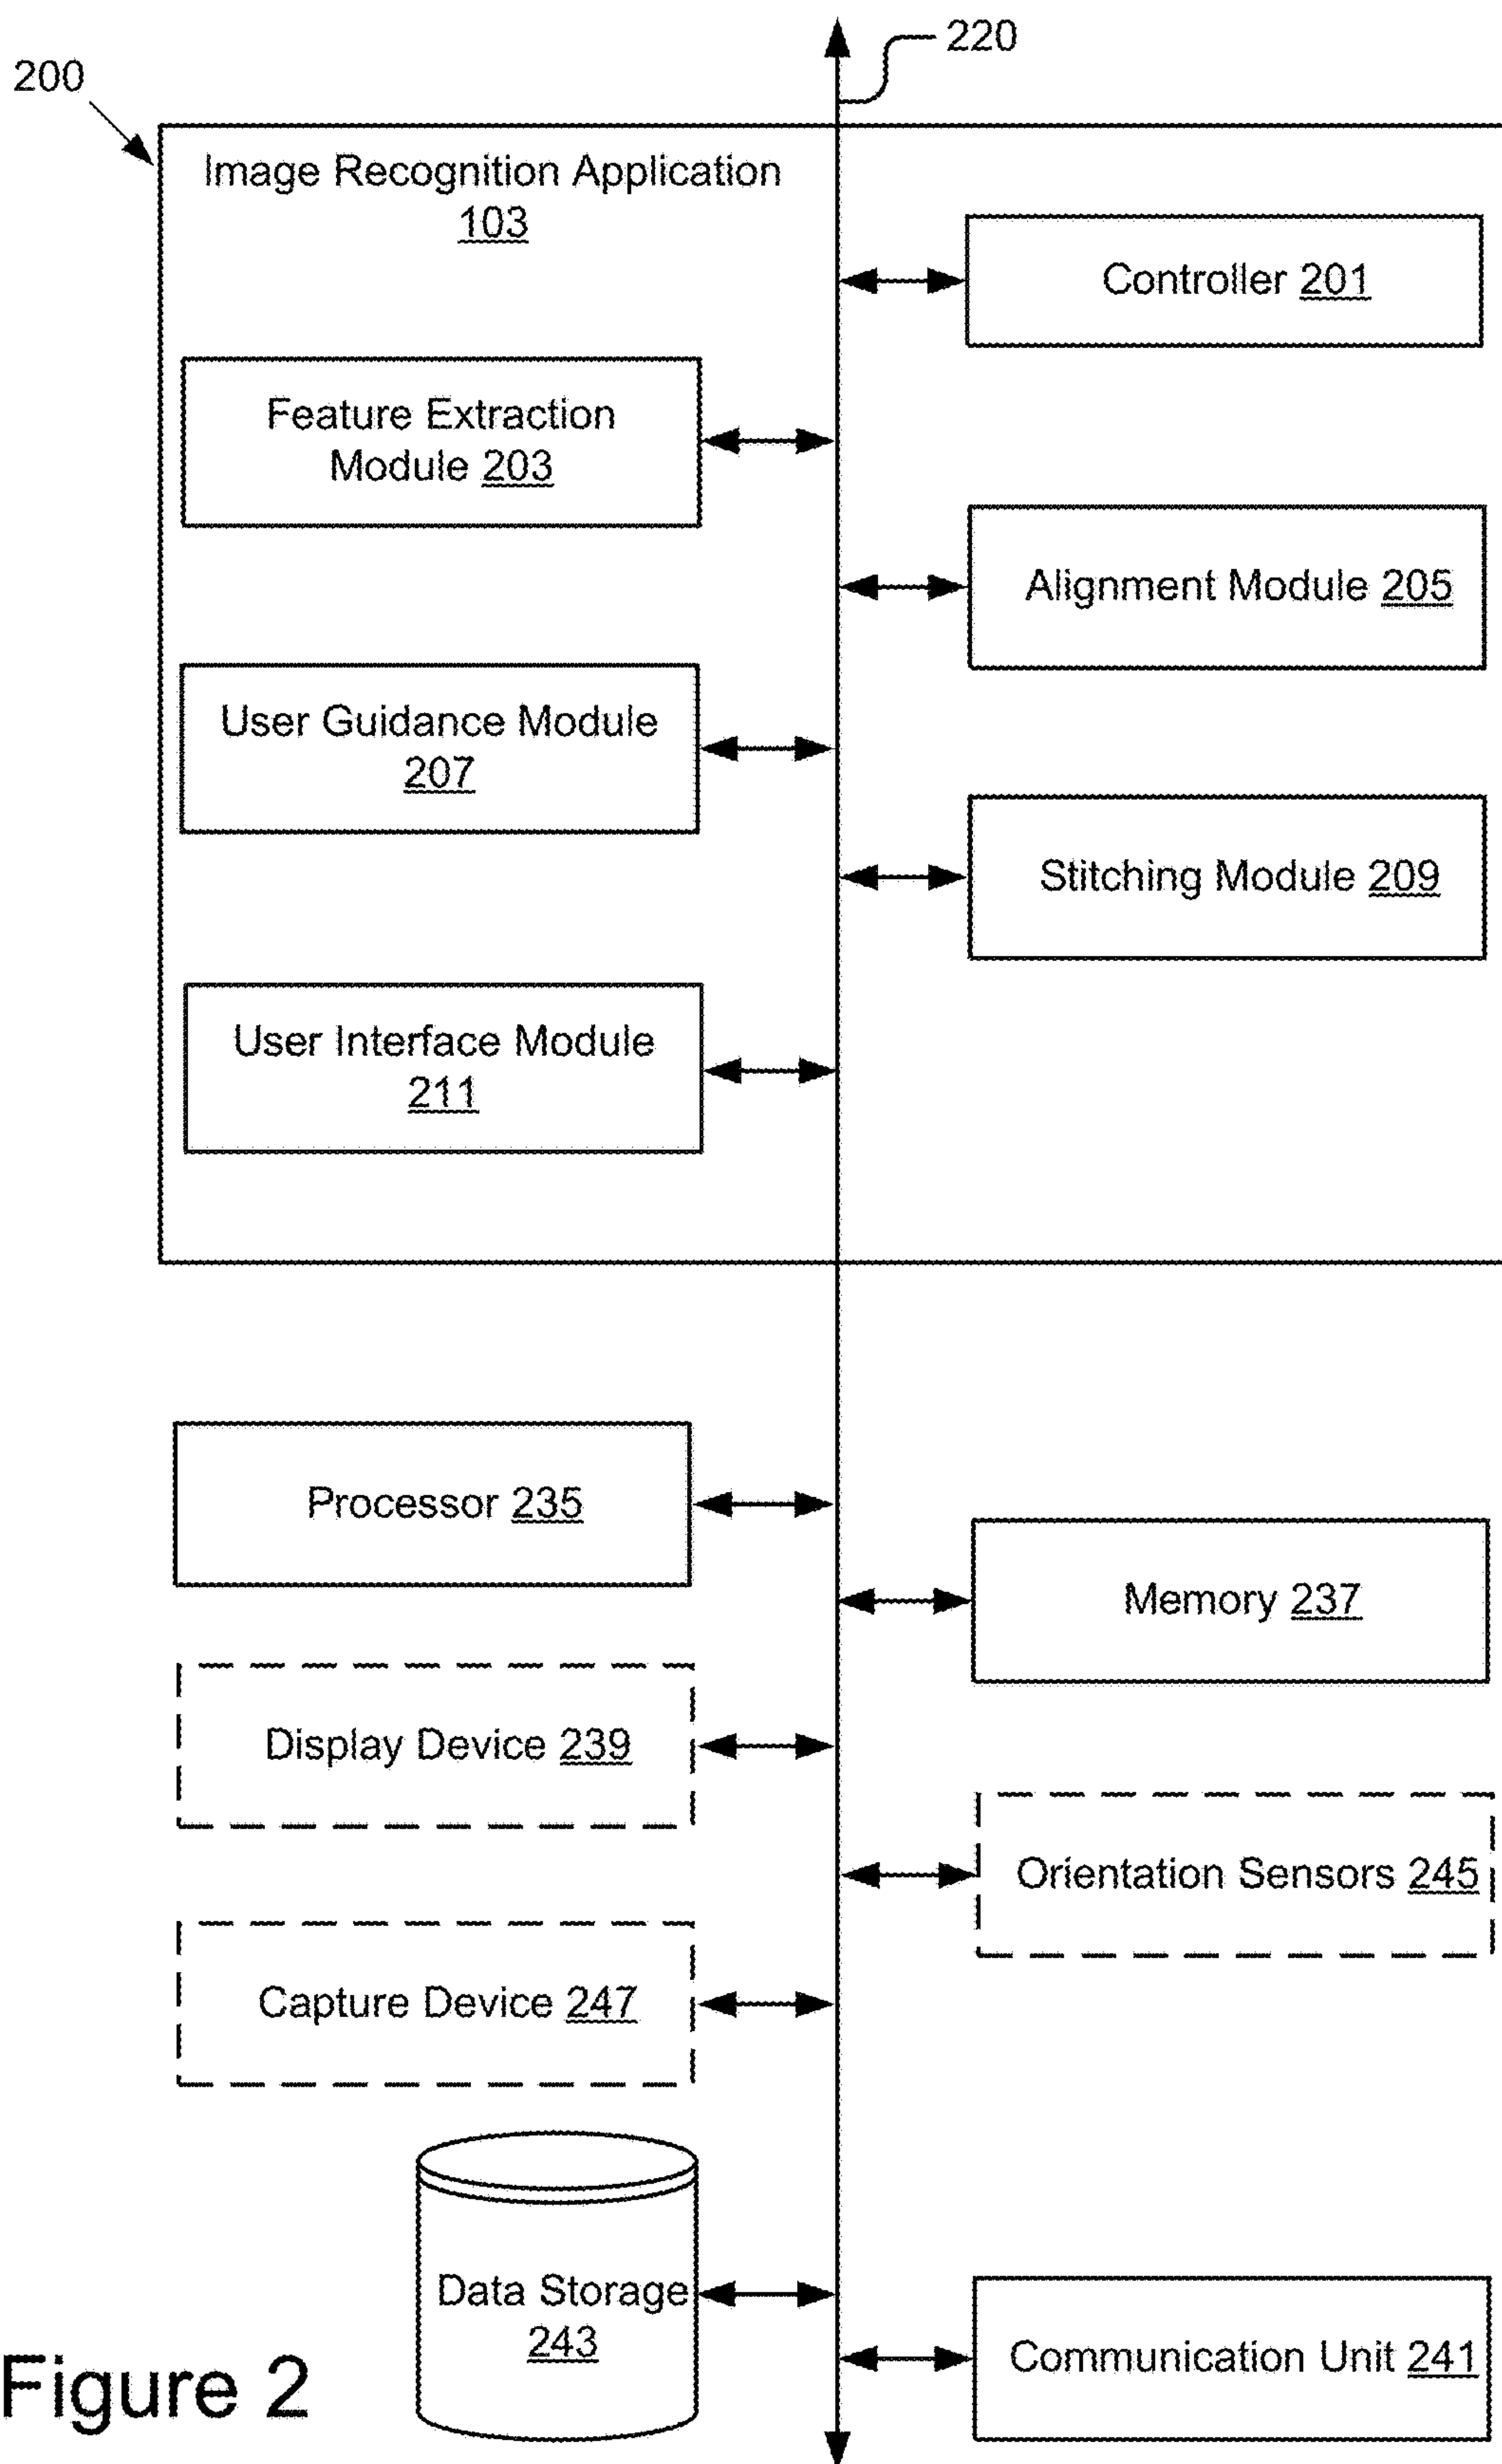 220
200
Image Recognition Application
103
Controller 201
Feature Extraction
Module 203
Alignment Module 205
User Guidance Module
207
Stitching Module 209
User Interface Module
211
Processor 235
Memory 237
Display Device 239
Orientation Sensors 245
Capture Device 247
Data Storage
243
Communication Unit 241
Figure 2